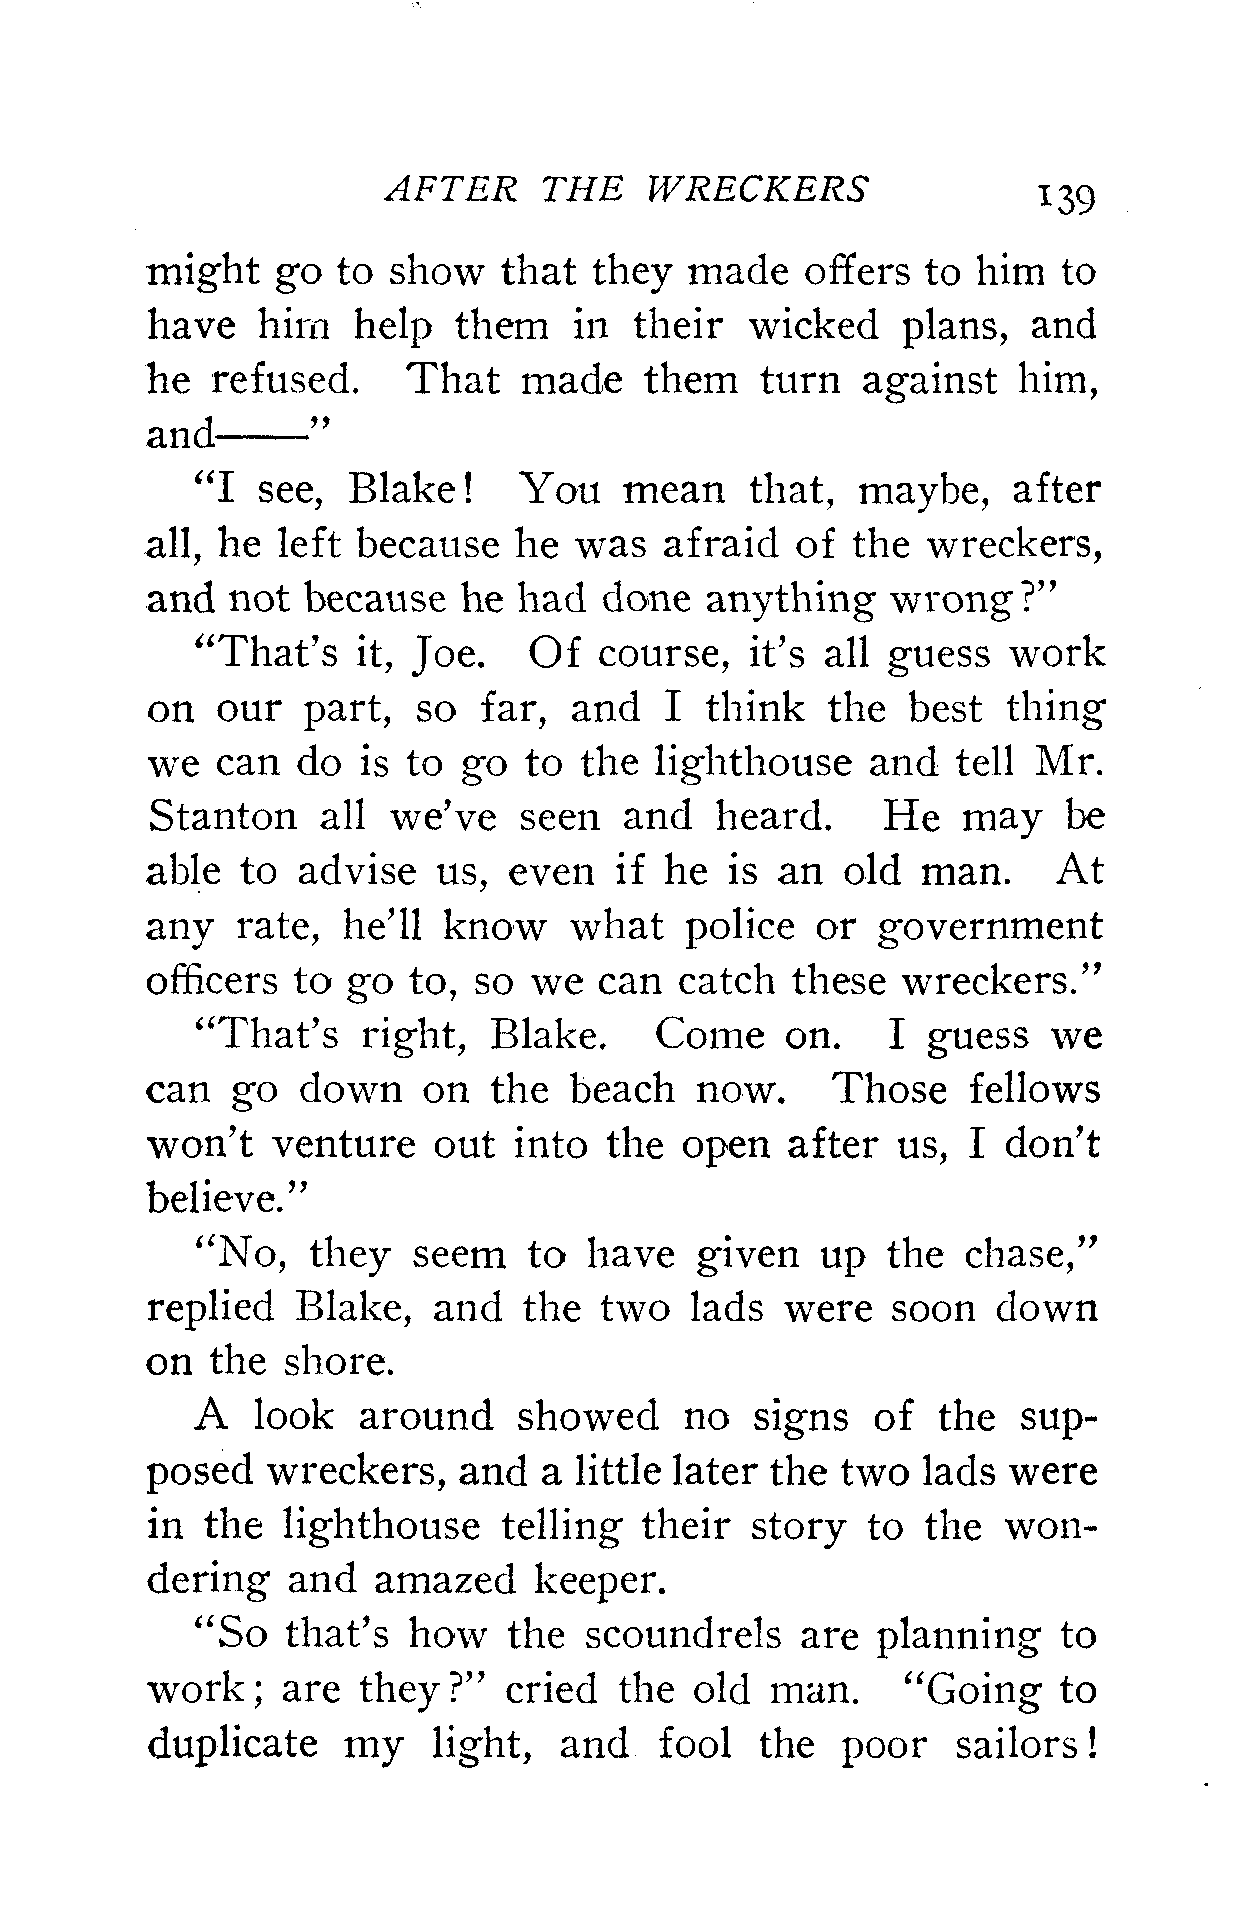 AFTER THE WRECKERS 139
might go to show that they made offers to him to
have him help them in their wicked plans, and
he refused. That made them turn against him,
and——”
“I see, Blake! You mean that, maybe, after
all, he left because he was afraid of the wreckers,
and not because he had done anything wrong?”
“That’s it, Joe. Of course, it’s all guess work
on our part, so far, and I think the best thing
we can do is to go to the lighthouse and tell Mr.
Stanton all we’ve seen and heard. He may be
able to advise us, even if he is an old man. At
any rate, he’ll know what police or government
officers to go to, so we can catch these wreckers.”
“That’s right, Blake. Come on. I guess we
can go down on the beach now. Those fellows
won’t venture out into the open after us, I don’t
believe.”
“No, they seem to have given up the chase,”
replied Blake, and the two lads were soon down
on the shore.
A look around showed no signs of the sup-
posed wreckers, and a little later the two lads were
in the lighthouse telling their story to the won-
dering and amazed keeper.
“So that’s how the scoundrels are planning to
work; are they?” cried the old man. “Going to
duplicate my light, and fool the poor sailors!